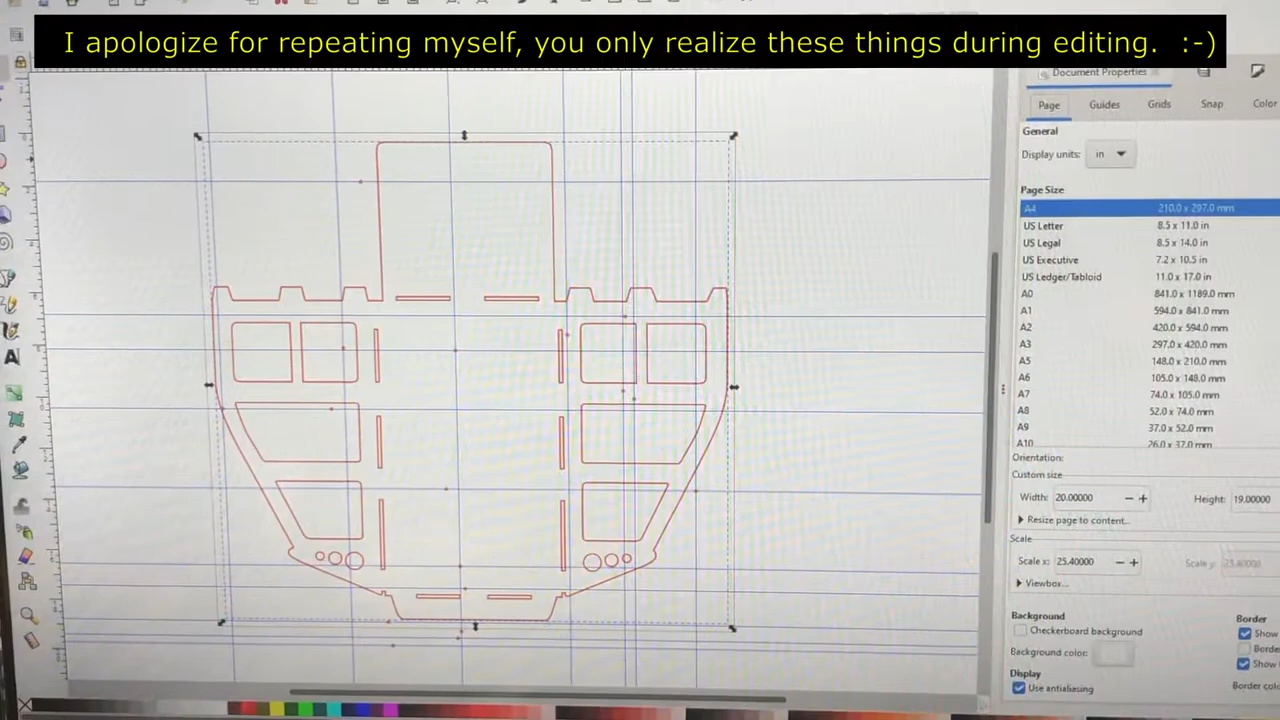 I apologize for repeating myself, you only realize these things during editing. :-)
Document Properties
Page Guides Grids Snap Color
General
Display units: in
Page Size
A4 210.0 x 297.0 mm
US Letter 8.5 x 11.0 in
US Legal 8.5 x 14.0 in
US Executive 7.2 x 10.5 in
US Ledger/Tabloid 11.0 x 17.0 in
A0 841.0 x 1189.0 mm
A1 594.0 x 841.0 mm
A2 420.0 x 594.0 mm
A3 297.0 x 420.0 mm
A5 148.0 x 210.0 mm
A6 105.0 x 148.0 mm
A7 74.0 x 105.0 mm
A8 52.0 x 74.0 mm
A9 37.0 x 52.0 mm
A10 26.0 x 37.0 mm
Orientation:
Custom size
Width: 20.00000 Height: 19.00000
Resize page to content...
Scale
Scale x: 25.40000 Scale y: 25.40000
Viewbox...
Background Border
Checkerboard background Show
Background color: Borde
Display Show
Use antialiasing Border colo